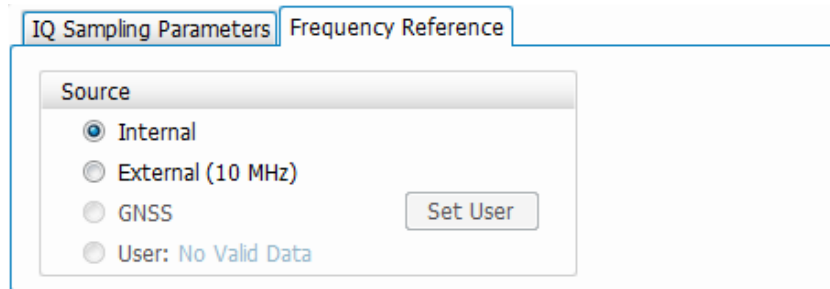 IQ Sampling Parameters Frequency Reference
Source
Internal
External (10 MHz)
GNSS Set User
User: No Valid Data